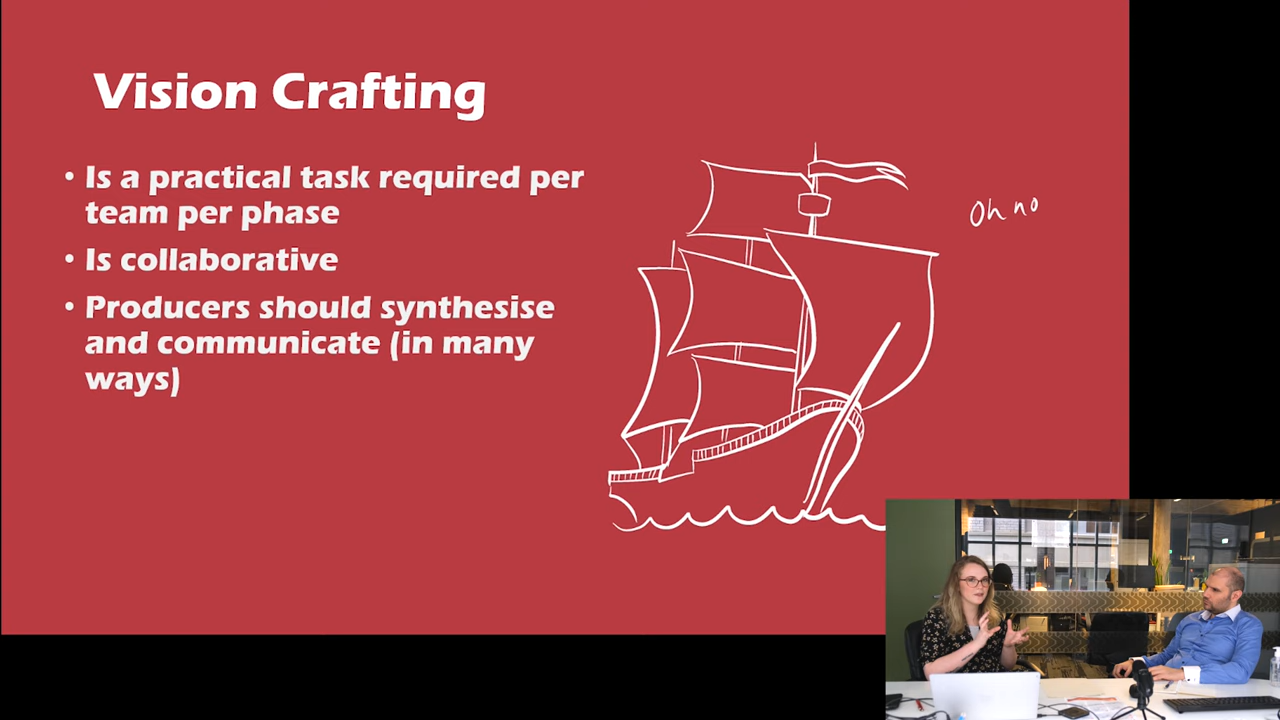 Vision Crafting
• Is a practical task required per
team per phase
• Is collaborative
• Producers should synthesise
and communicate (in many
ways)
Oh no